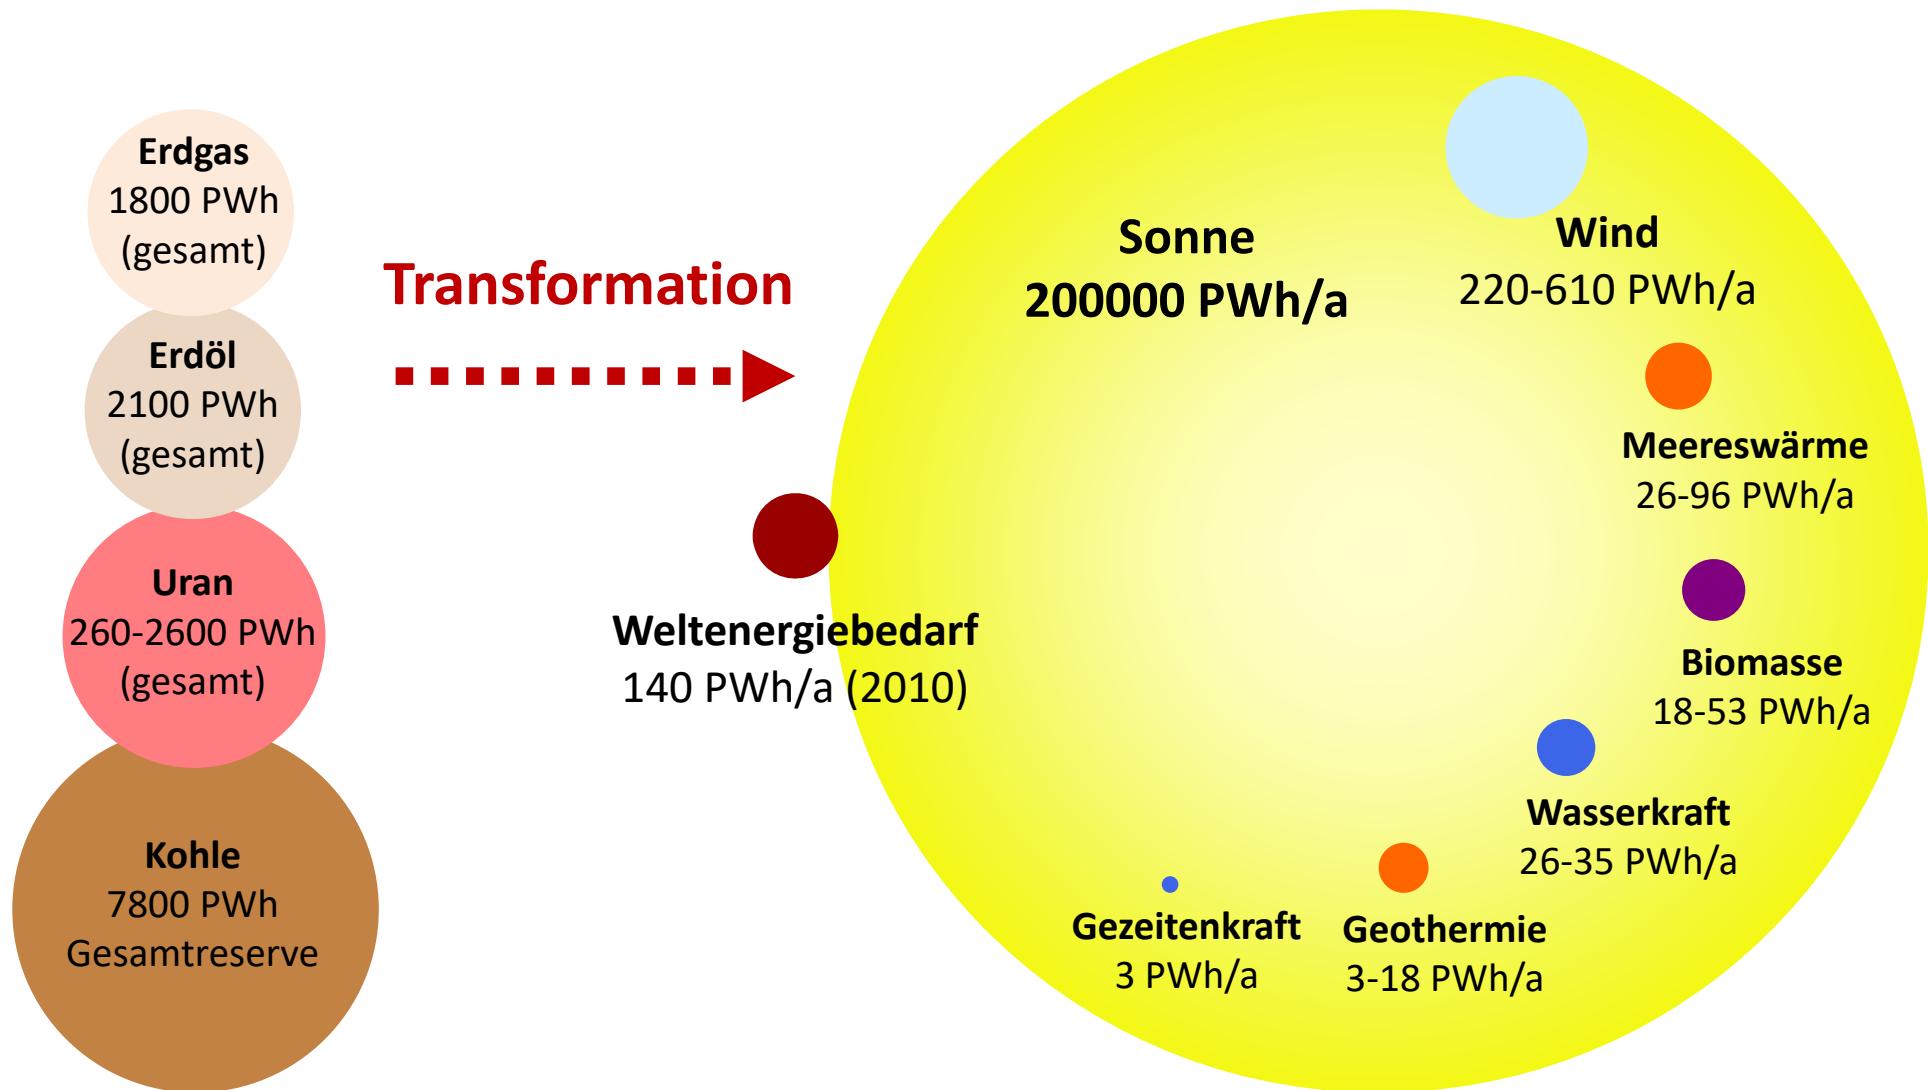 Erdgas
1800 PWh
(gesamt)
Erdöl
2100 PWh
(gesamt)
Uran
260-2600 PWh
(gesamt)
Kohle
7800 PWh
Gesamtreserve
Transformation
Weltenergiebedarf
140 PWh/a (2010)
Sonne
200000 PWh/a
Wind
220-610 PWh/a
Meereswärme
26-96 PWh/a
Biomasse
18-53 PWh/a
Wasserkraft
26-35 PWh/a
Geothermie
3-18 PWh/a
Gezeitenkraft
3 PWh/a